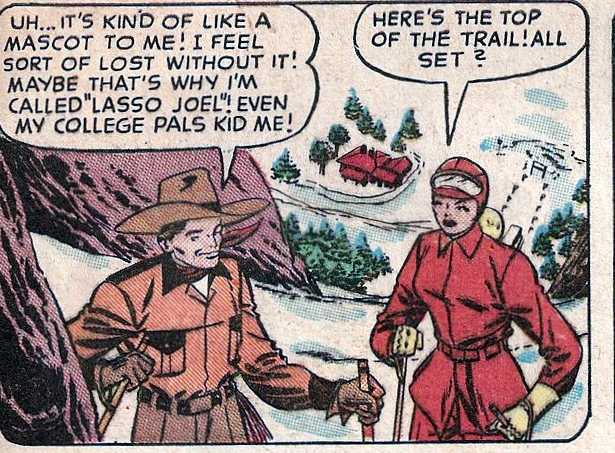 UH... IT'S KIND OF LIKE A
MASCOT TO ME! I FEEL
SORT OF LOST WITHOUT IT!
MAYBE THAT'S WHY I'M
CALLED "LASSO JOEL"! EVEN
MY COLLEGE PALS KID ME!
HERE'S THE TOP
OF THE TRAIL! ALL
SET?